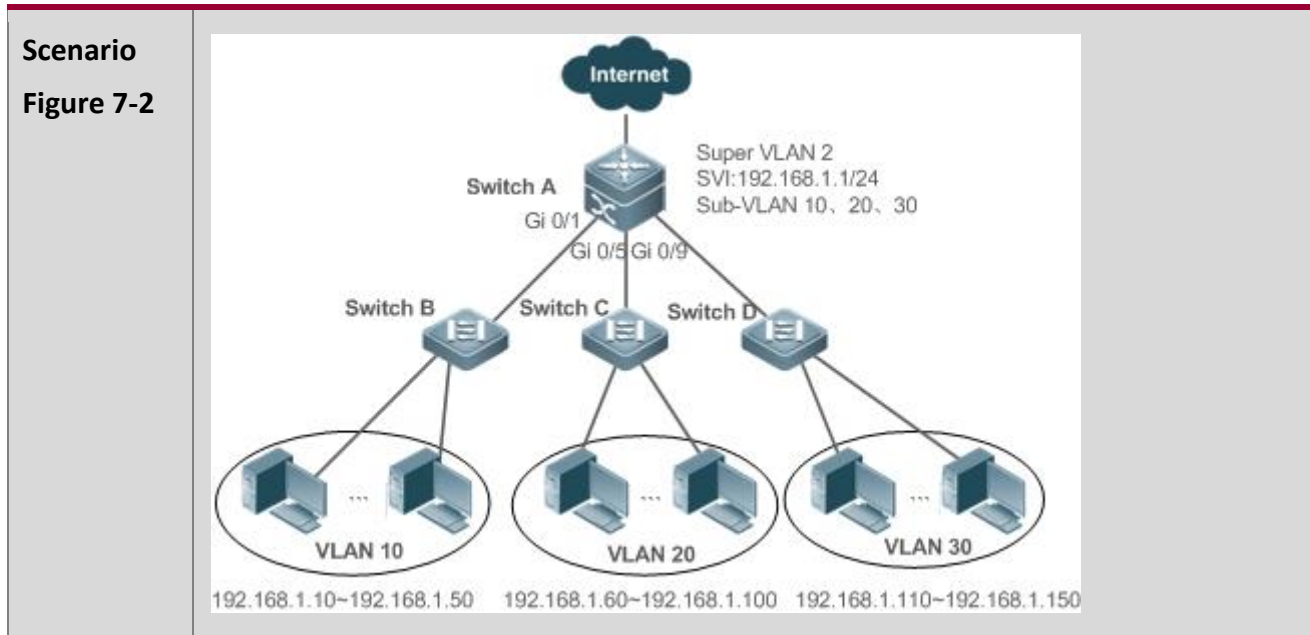 Scenario
Figure 7-2
Internet
Super VLAN 2
SVI:192.168.1.1/24
Sub-VLAN 10、20、30
Switch A
Gi 0/1
Gi 0/5 Gi 0/9
Switch B
Switch C
Switch D
...
...
...
VLAN 10
VLAN 20
VLAN 30
192.168.1.10~192.168.1.50
192.168.1.60~192.168.1.100
192.168.1.110~192.168.1.150